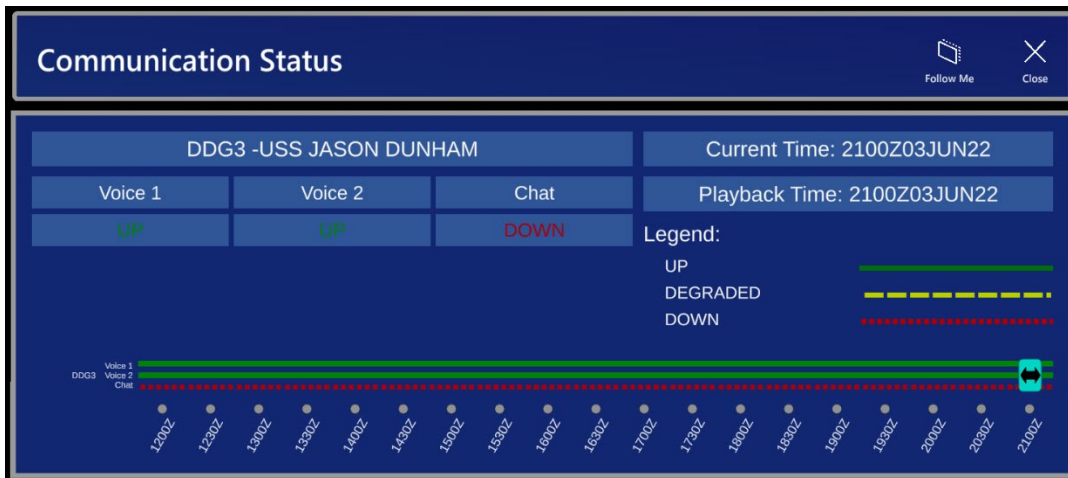 Communication Status
Follow Me
Close
DDG3 -USS JASON DUNHAM
Current Time: 2100Z03JUN22
Voice 1 Voice 2 Chat
Playback Time: 2100Z03JUN22
UP UP DOWN
Legend:
UP
DEGRADED
DOWN
Voice 1
DDG3 Voice 2
Chat
1200Z 1230Z 1300Z 1330Z 1400Z 1430Z 1500Z 1530Z 1600Z 1630Z 1700Z 1730Z 1800Z 1830Z 1900Z 1930Z 2000Z 2030Z 2100Z